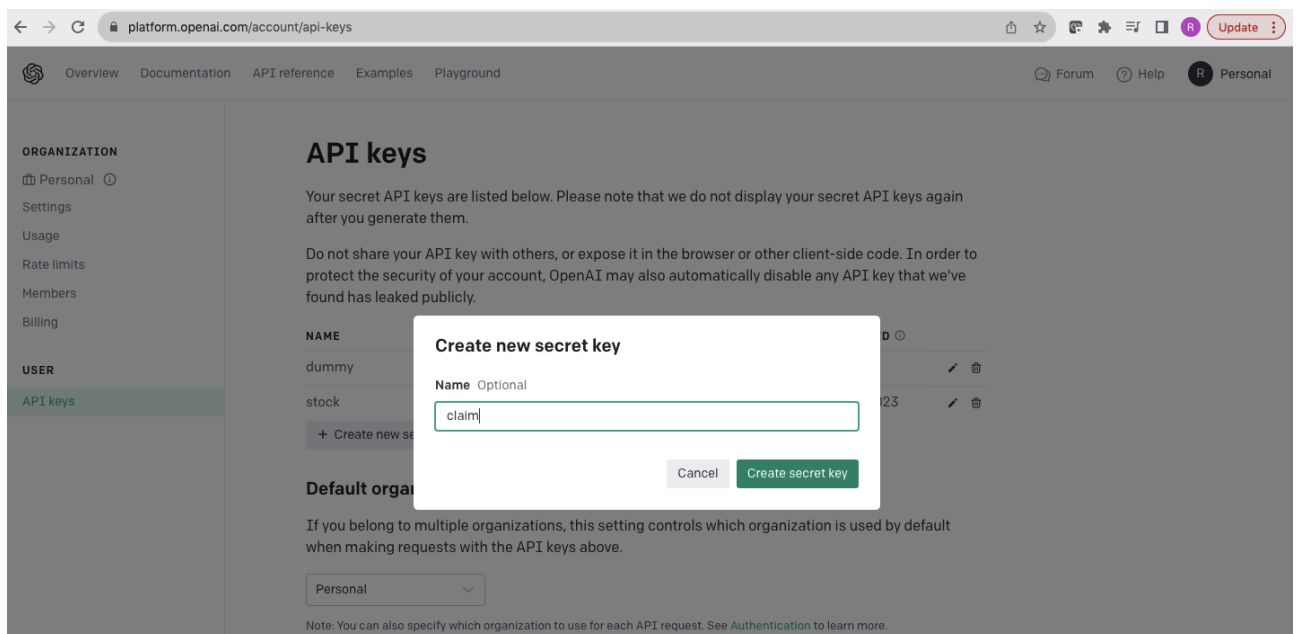 platform.openai.com/account/api-keys
R
Update
Overview Documentation API reference Examples Playground
Forum Help R Personal
ORGANIZATION
Personal
Settings
Usage
Rate limits
Members
Billing
USER
API keys
API keys
Your secret API keys are listed below. Please note that we do not display your secret API keys again
after you generate them.
Do not share your API key with others, or expose it in the browser or other client-side code. In order to
protect the security of your account, OpenAI may also automatically disable any API key that we've
found has leaked publicly.
NAME D
dummy
stock 23
+ Create new se
Create new secret key
Name Optional
claim
Cancel Create secret key
Default orga
If you belong to multiple organizations, this setting controls which organization is used by default
when making requests with the API keys above.
Personal
Note: You can also specify which organization to use for each API request. See Authentication to learn more.